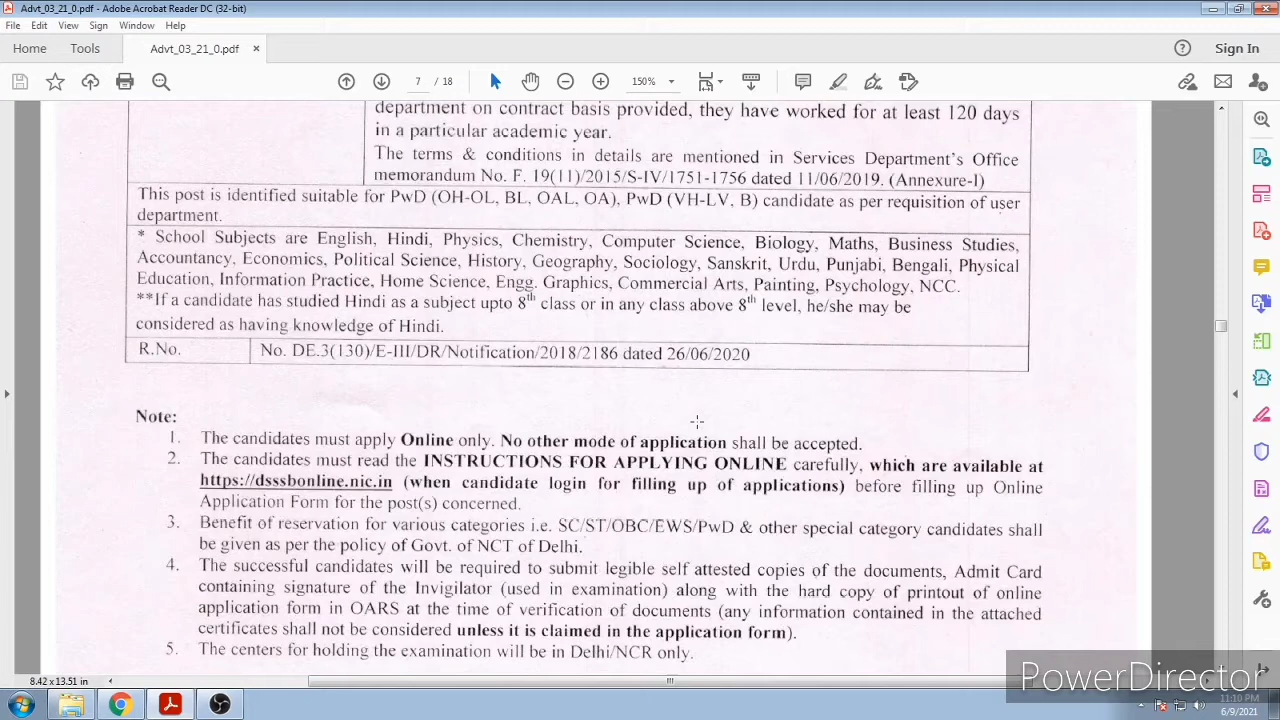 Advt_03_21_0.pdf - Adobe Acrobat Reader DC (32-bit)
File Edit View Sign Window Help
Home Tools Advt_03_21_0.pdf × Sign In
7 / 18 150%
department on contract basis provided, they have worked for at least 120 days
in a particular academic year.
The terms & conditions in details are mentioned in Services Department's Office
memorandum No. F. 19(11)/2015/S-IV/1751-1756 dated 11/06/2019. (Annexure-I)
This post is identified suitable for PwD (OH-OL, BL, OAL, OA), PwD (VH-LV, B) candidate as per requisition of user
department.
* School Subjects are English, Hindi, Physics, Chemistry, Computer Science, Biology, Maths, Business Studies,
Accountancy, Economics, Political Science, History, Geography, Sociology, Sanskrit, Urdu, Punjabi, Bengali, Physical
Education, Information Practice, Home Science, Engg. Graphics, Commercial Arts, Painting, Psychology, NCC.
**If a candidate has studied Hindi as a subject upto 8th class or in any class above 8th level, he/she may be
considered as having knowledge of Hindi.
R.No. No. DE.3(130)/E-III/DR/Notification/2018/2186 dated 26/06/2020
Note:
1. The candidates must apply Online only. No other mode of application shall be accepted.
2. The candidates must read the INSTRUCTIONS FOR APPLYING ONLINE carefully, which are available at
https://dsssbonline.nic.in (when candidate login for filling up of applications) before filling up Online
Application Form for the post(s) concerned.
3. Benefit of reservation for various categories i.e. SC/ST/OBC/EWS/PwD & other special category candidates shall
be given as per the policy of Govt. of NCT of Delhi.
4. The successful candidates will be required to submit legible self attested copies of the documents, Admit Card
containing signature of the Invigilator (used in examination) along with the hard copy of printout of online
application form in OARS at the time of verification of documents (any information contained in the attached
certificates shall not be considered unless it is claimed in the application form).
5. The centers for holding the examination will be in Delhi/NCR only.
8.42 x 13.51 in
PowerDirector
11:10 PM
6/9/2021